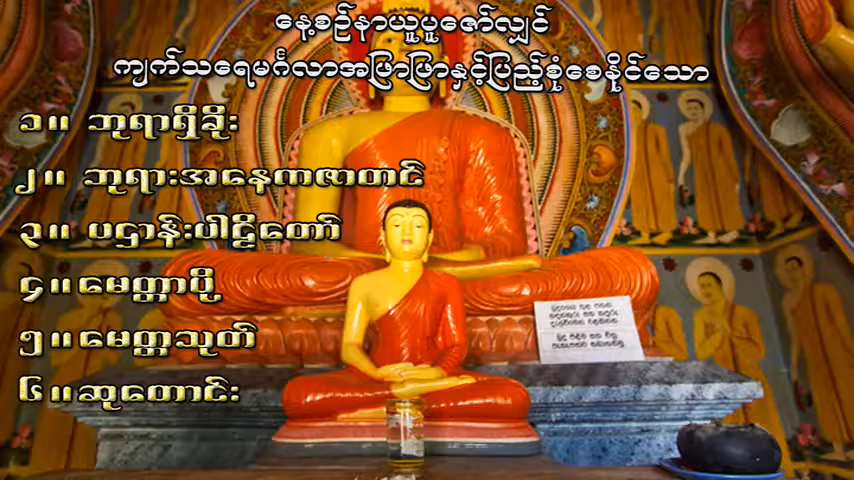 နေ့စဉ်နာယူပူဇော်လျှင်
ကျက်သရေမင်္ဂလာအဖြာဖြာနှင့်ပြည့်စုံစေနိုင်သော
၁။ ဘုရာရှိခိုး
၂။ ဘုရားအနေကဇာတင်
၃။ ပဌာန်းပါဠိတော်
၄။မေတ္တာပို့
၅။မေတ္တသုတ်
၆။ဆုတောင်း